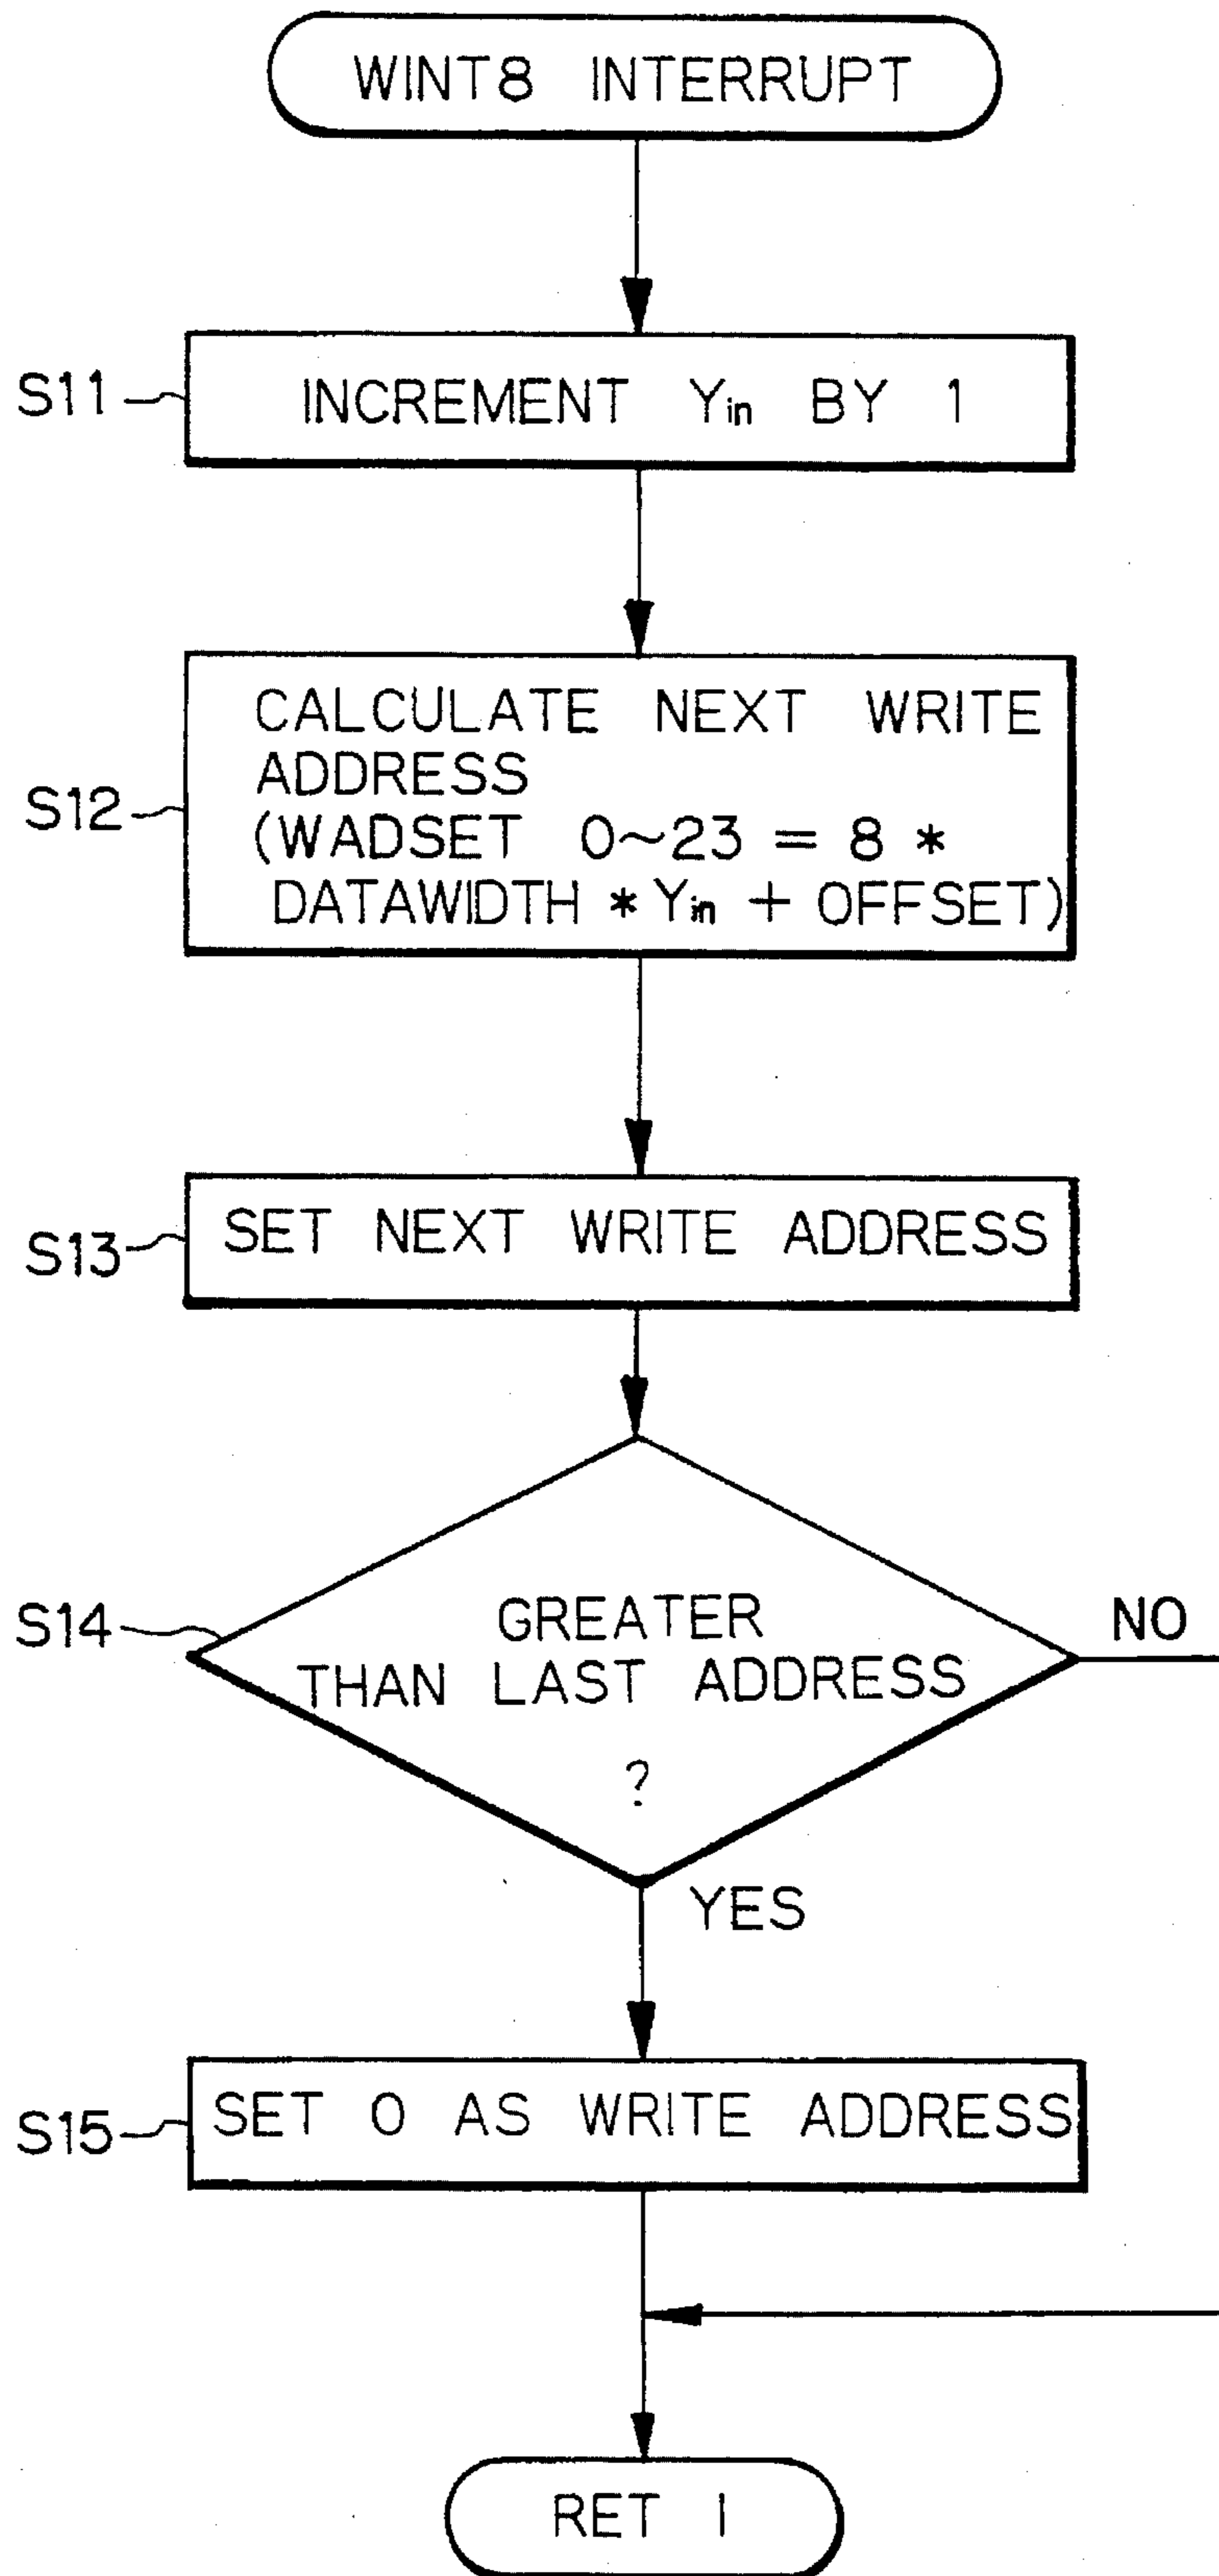 WINT8 INTERRUPT
S11
INCREMENT Yin BY 1
S12
CALCULATE NEXT WRITE
ADDRESS
(WADSET 0~23 = 8 *
DATAWIDTH * Yin + OFFSET)
S13
SET NEXT WRITE ADDRESS
S14
GREATER
THAN LAST ADDRESS
?
NO
YES
S15
SET 0 AS WRITE ADDRESS
RET I